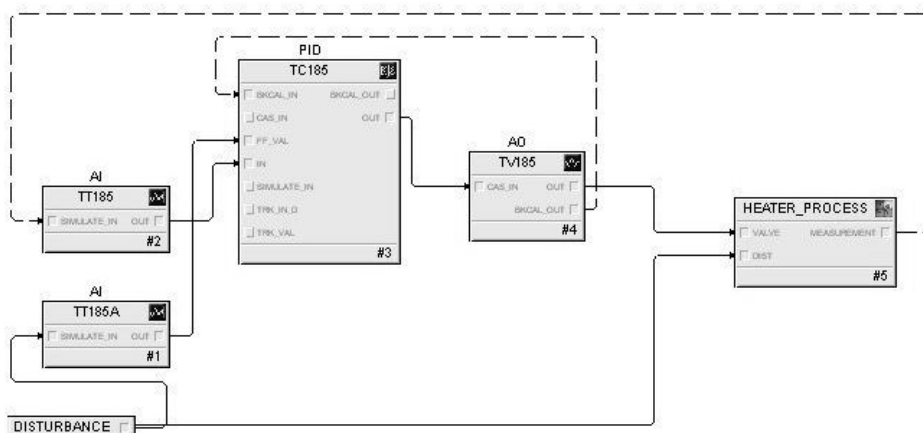 PID
TC185
BKCAL_IN BKCAL_OUT
CAS_IN OUT
FF_VAL
IN
SIMULATE_IN
TRK_IN_D
TRK_VAL
#3
AO
TV185
CAS_IN OUT
BKCAL_OUT
#4
AI
TT185
SIMULATE_IN OUT
#2
HEATER_PROCESS
VALVE MEASUREMENT
DIST
#5
AI
TT185A
SIMULATE_IN OUT
#1
DISTURBANCE